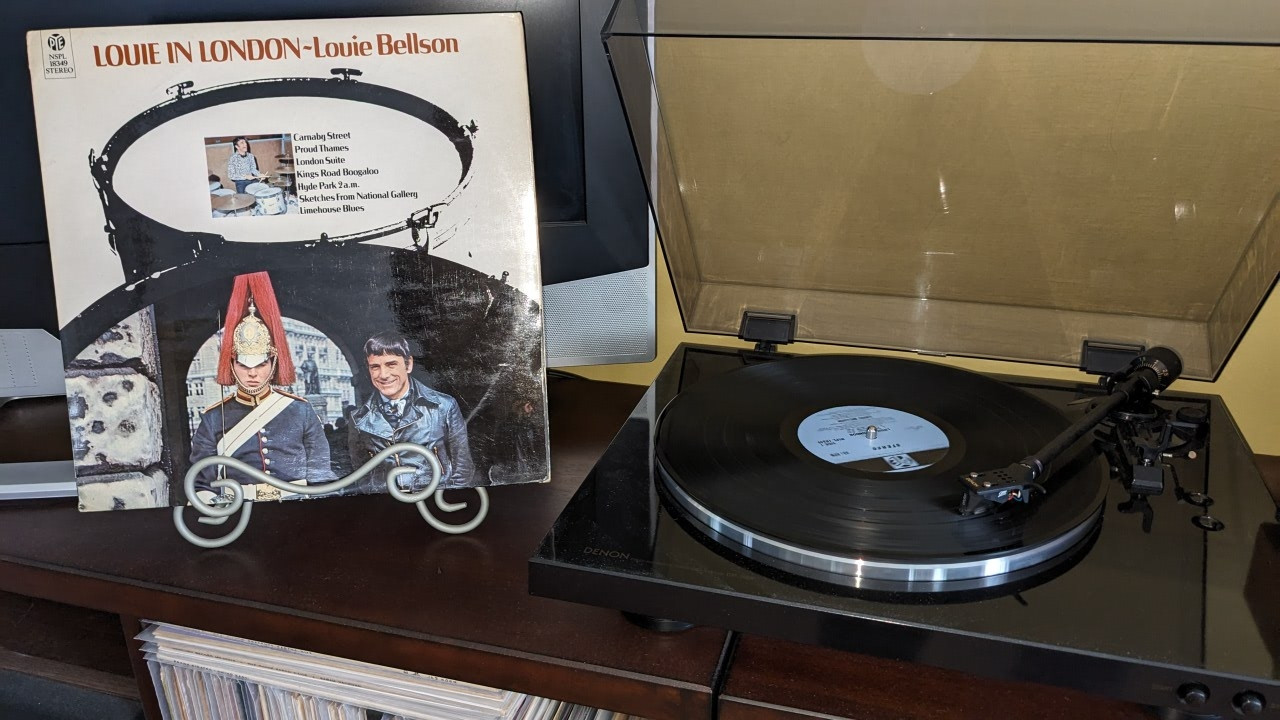 PYE
NSPL
18349
STEREO
LOUIE IN LONDON~Louie Bellson
Carnaby Street
Proud Thames
London Suite
Kings Road Boogaloo
Hyde Park 2 a.m.
Sketches From National Gallery
Limehouse Blues
STEREO
DENON